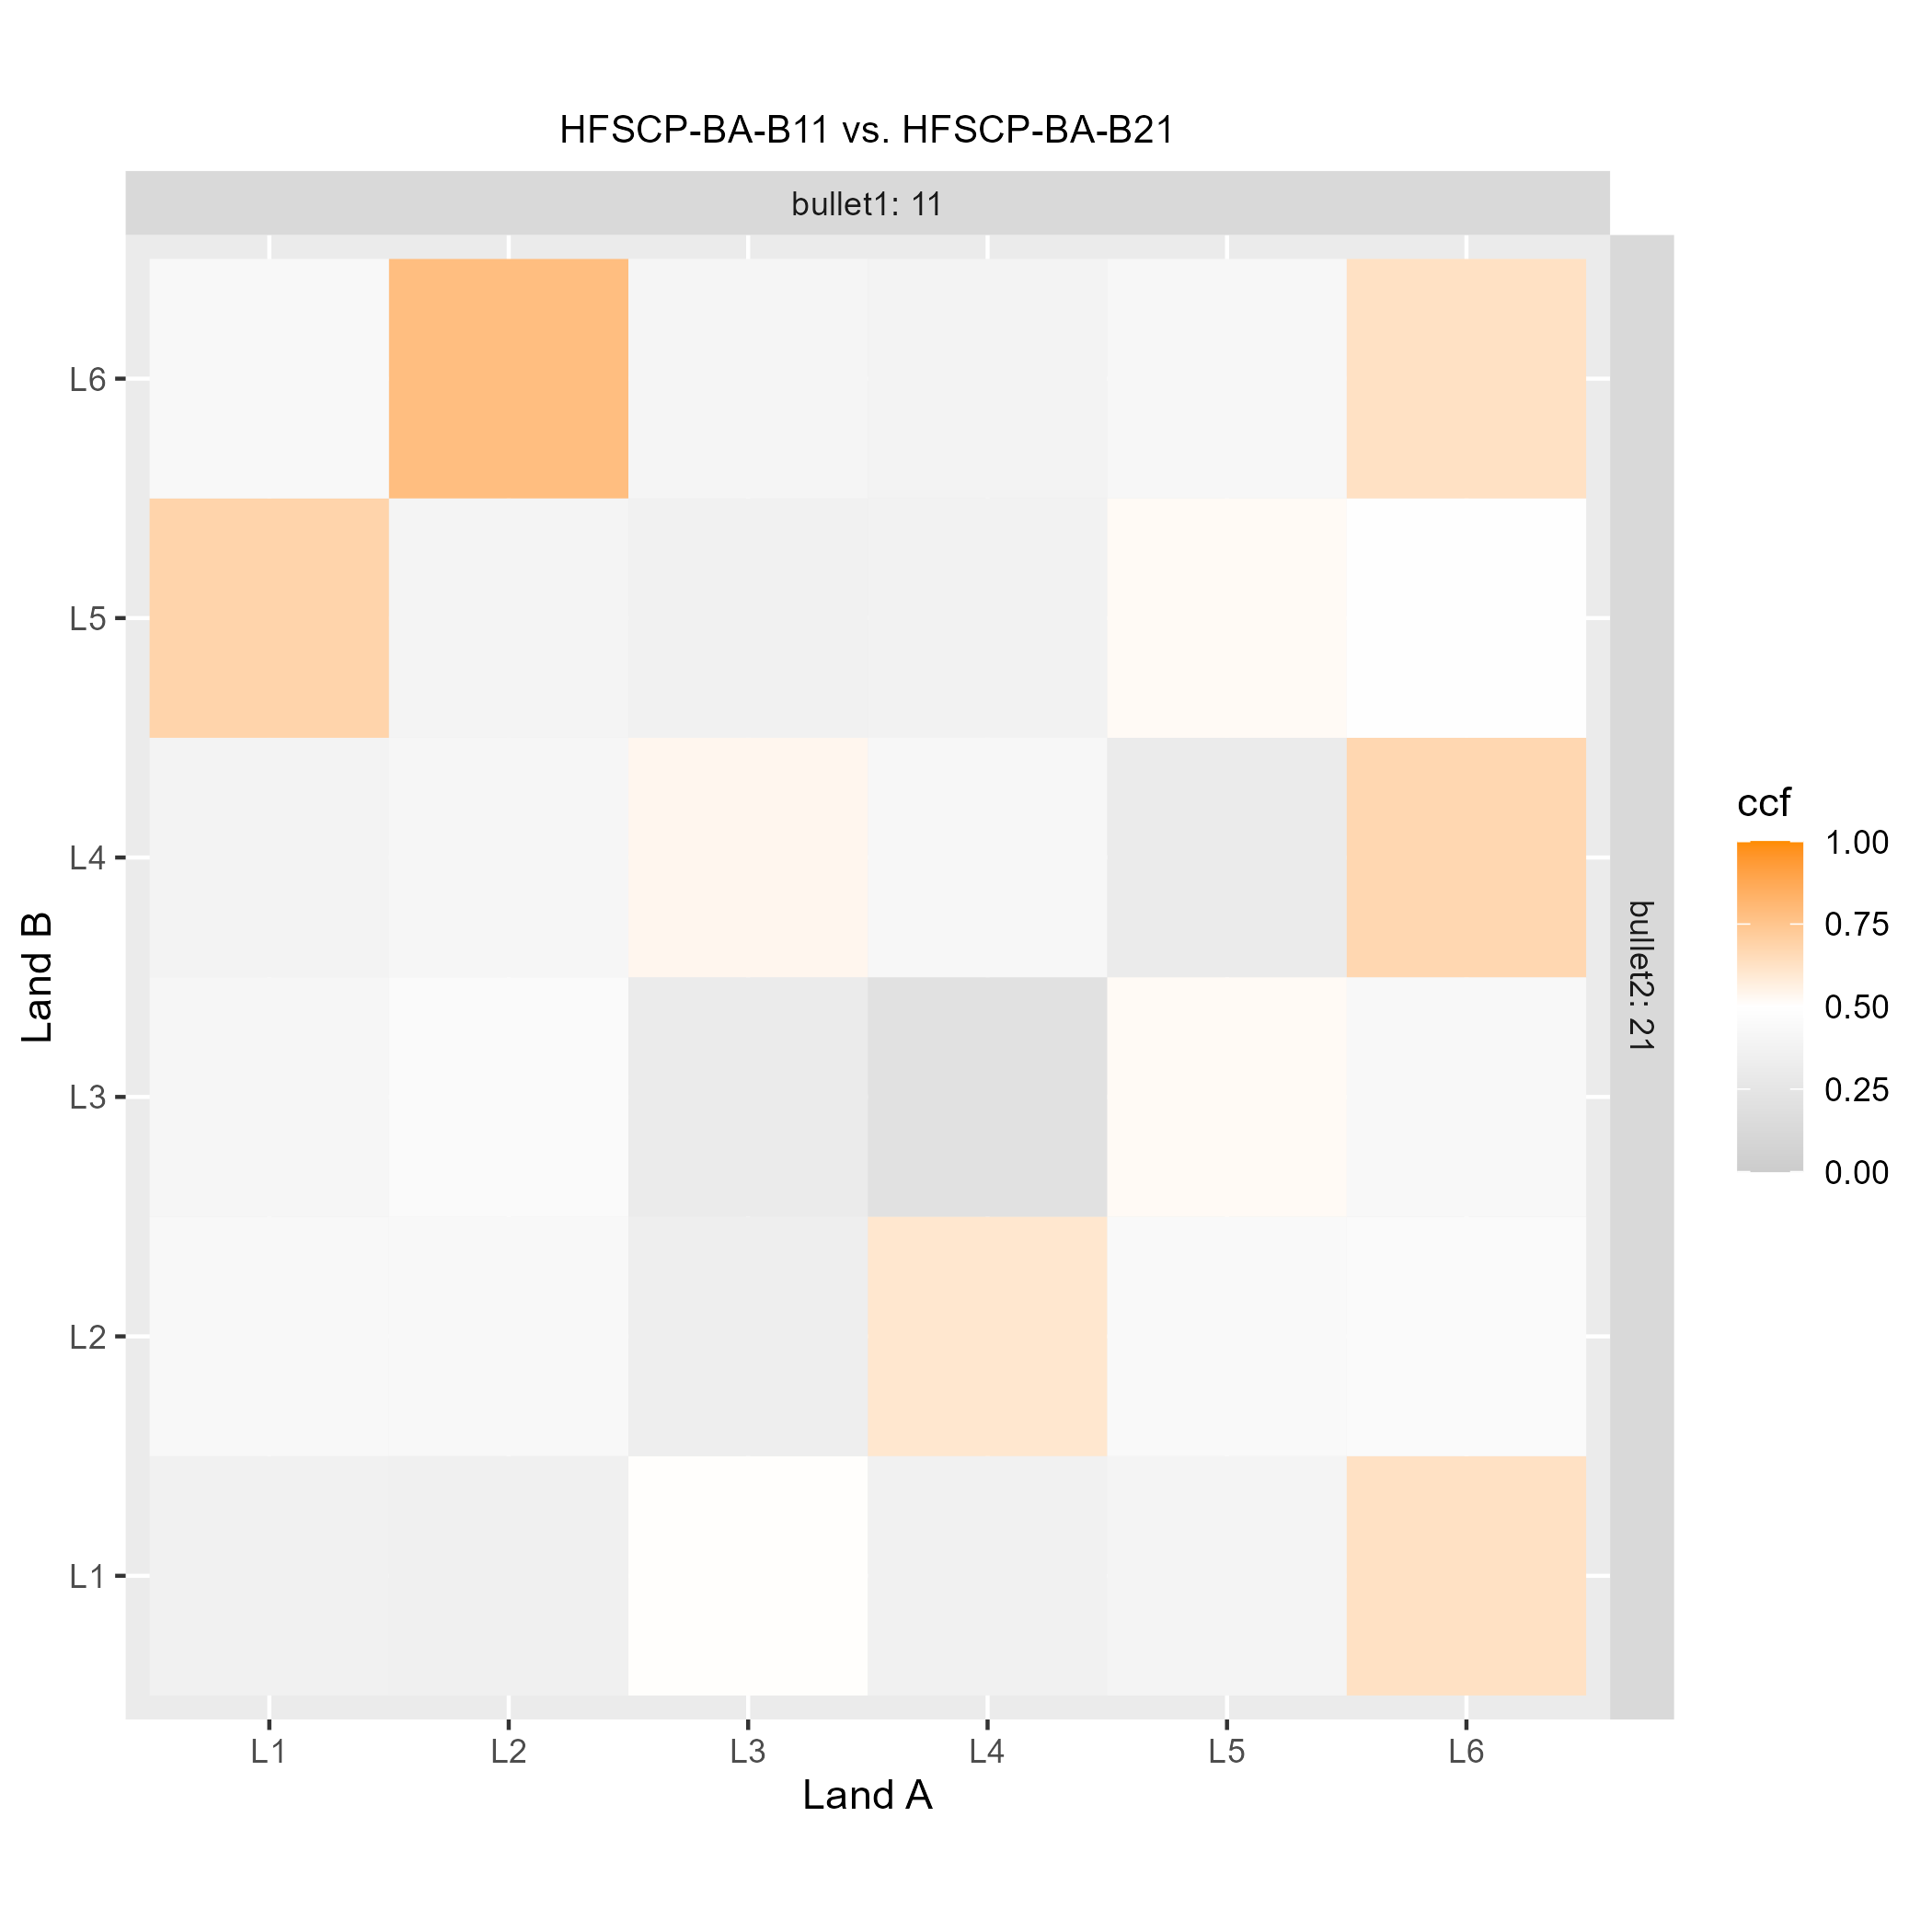 HFSCP-BA-B11 vs. HFSCP-BA-B21
bullet1: 11
bullet2: 21
Land B
L6
L5
L4
L3
L2
L1
L1 L2 L3 L4 L5 L6
Land A
ccf
1.00
0.75
0.50
0.25
0.00